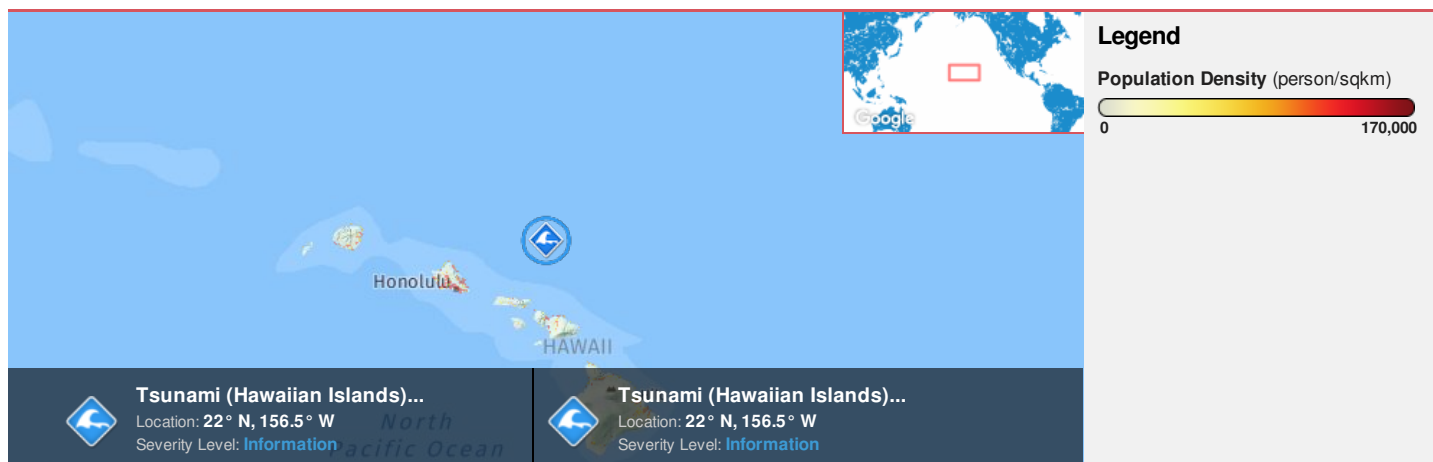 Google
Honolulu
HAWAII
North
Pacific Ocean
Tsunami (Hawaiian Islands)...
Location: 22° N, 156.5° W
Severity Level: Information
Tsunami (Hawaiian Islands)...
Location: 22° N, 156.5° W
Severity Level: Information
Legend
Population Density (person/sqkm)
0
170,000